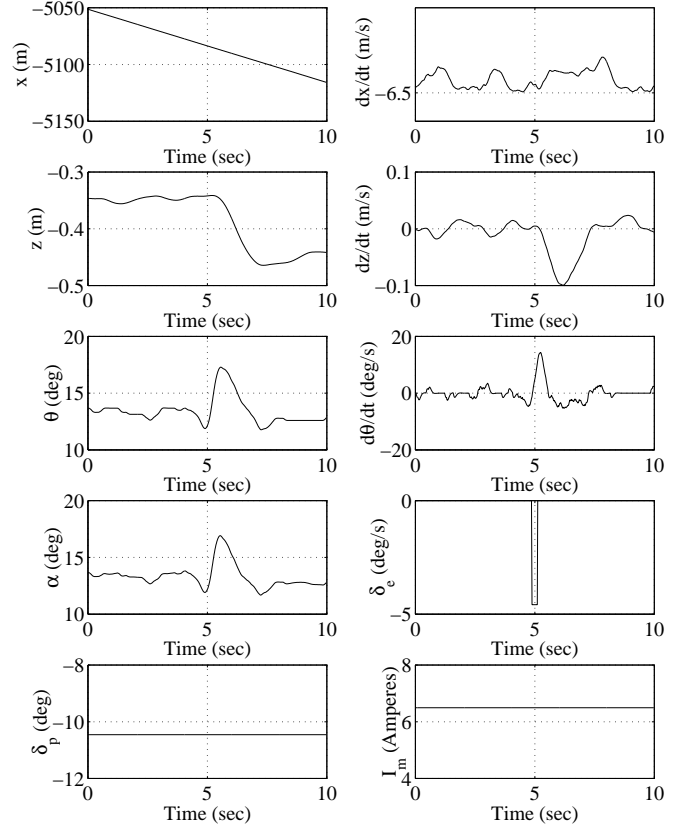 −5050
−5100
−5150
x (m)
0 5 10
Time (sec)
−6.5
dx/dt (m/s)
0 5 10
Time (sec)
−0.3
−0.4
−0.5
z (m)
0 5 10
Time (sec)
0.1
0
−0.1
dz/dt (m/s)
0 5 10
Time (sec)
20
15
10
θ (deg)
0 5 10
Time (sec)
20
0
−20
dθ/dt (deg/s)
0 5 10
Time (sec)
20
15
10
α (deg)
0 5 10
Time (sec)
0
−5
δe (deg/s)
0 5 10
Time (sec)
−8
−10
−12
δp (deg)
0 5 10
Time (sec)
8
6
4
Im (Amperes)
0 5 10
Time (sec)